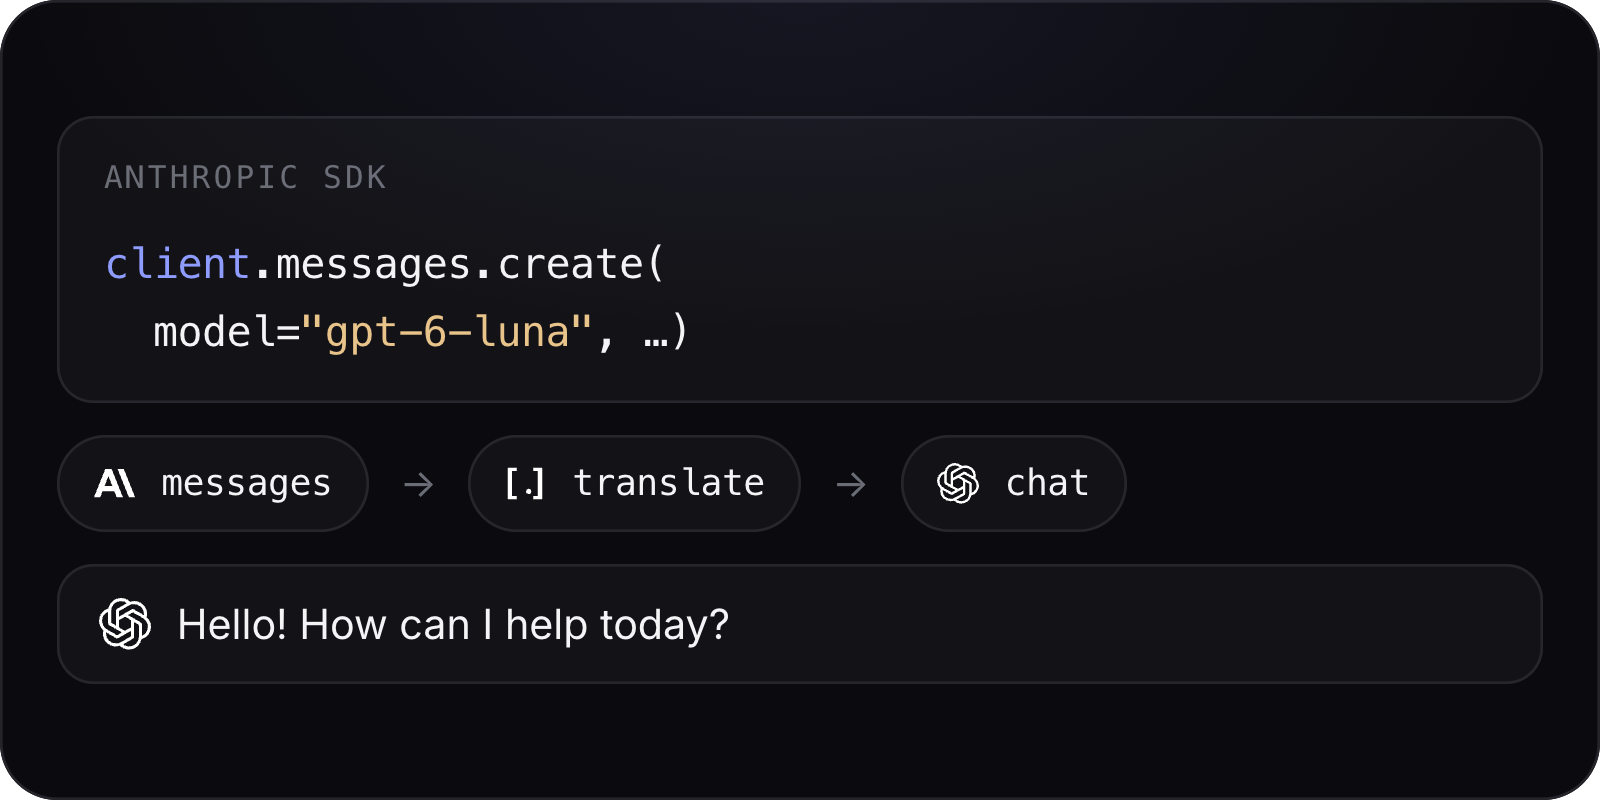 ANTHROPIC SDK
client.messages.create(
model="gpt-6-luna", …)
messages → [.] translate → chat
Hello! How can I help today?